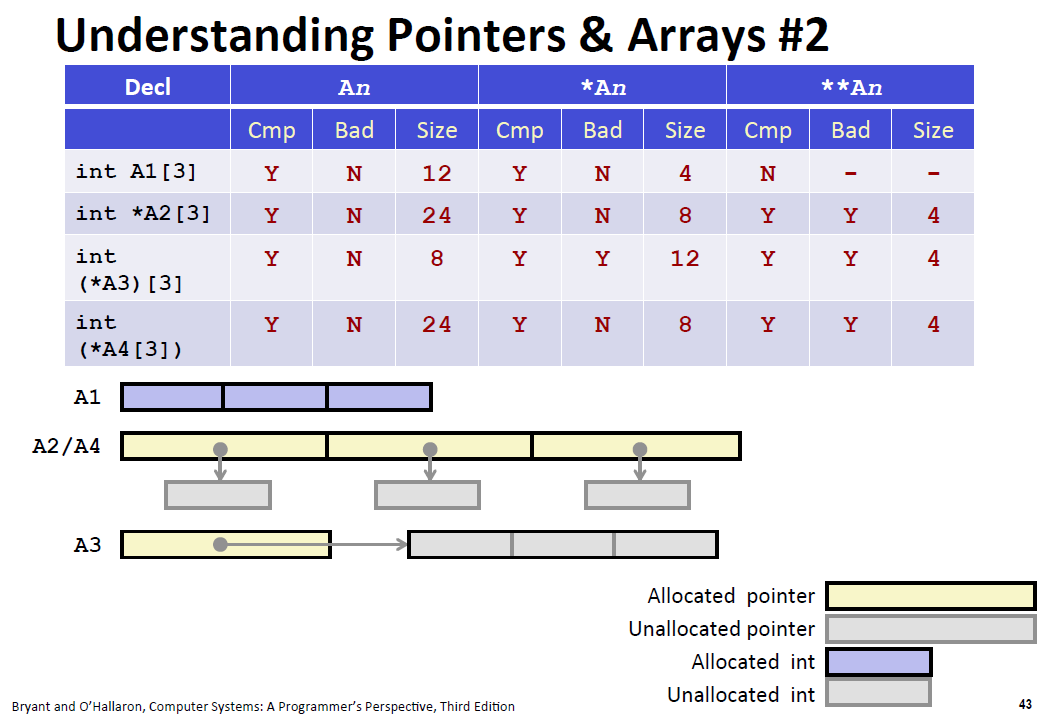 Understanding Pointers & Arrays #2
Decl An *An **An
Cmp Bad Size Cmp Bad Size Cmp Bad Size
int A1[3] Y N 12 Y N 4 N - -
int *A2[3] Y N 24 Y N 8 Y Y 4
int
(*A3)[3] Y N 8 Y Y 12 Y Y 4
int
(*A4[3]) Y N 24 Y N 8 Y Y 4
A1
A2/A4
A3
Allocated pointer
Unallocated pointer
Allocated int
Unallocated int
Bryant and O'Hallaron, Computer Systems: A Programmer's Perspective, Third Edition 43